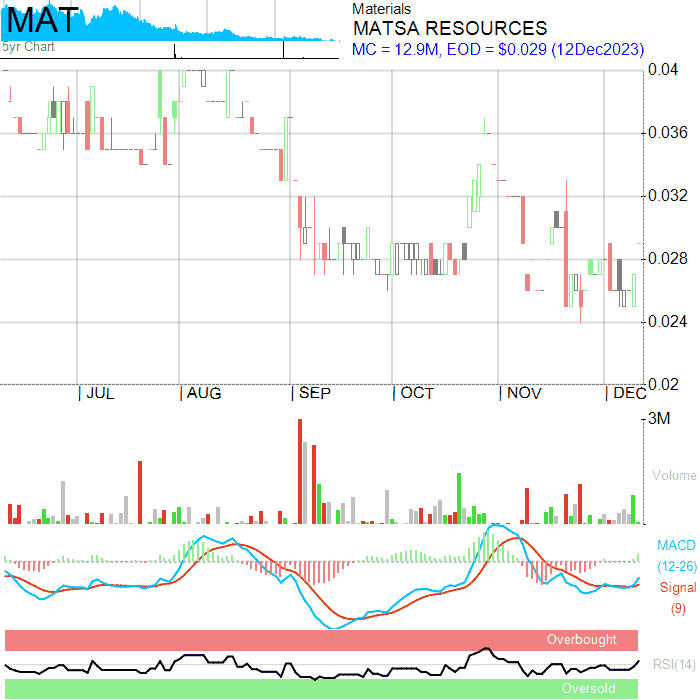 MAT
5yr Chart
Materials
MATSA RESOURCES
MC = 12.9M, EOD = $0.029 (12Dec2023)
0.04
0.036
0.032
0.028
0.024
0.02
JUL AUG SEP OCT NOV DEC
3M
Volume
MACD
(12-26)
Signal
(9)
Overbought
RSI(14)
Oversold